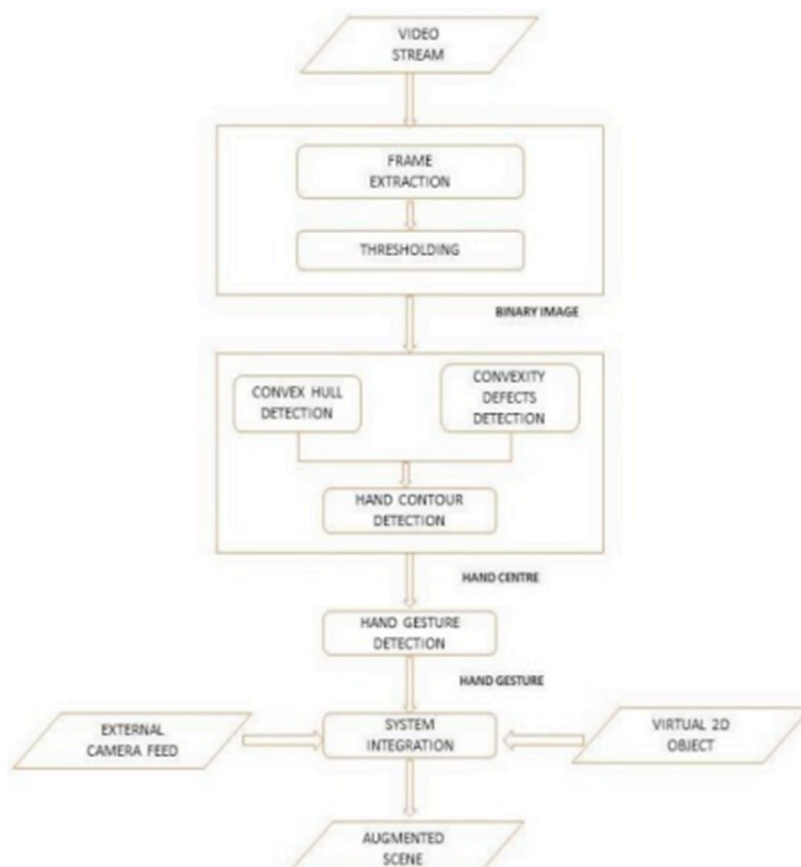 VIDEO
STREAM
FRAME
EXTRACTION
THRESHOLDING
BINARY IMAGE
CONVEX HULL
DETECTION
CONVEXITY
DEFECTS
DETECTION
HAND CONTOUR
DETECTION
HAND CENTRE
HAND GESTURE
DETECTION
HAND GESTURE
EXTERNAL
CAMERA FEED
SYSTEM
INTEGRATION
VIRTUAL 2D
OBJECT
AUGMENTED
SCENE